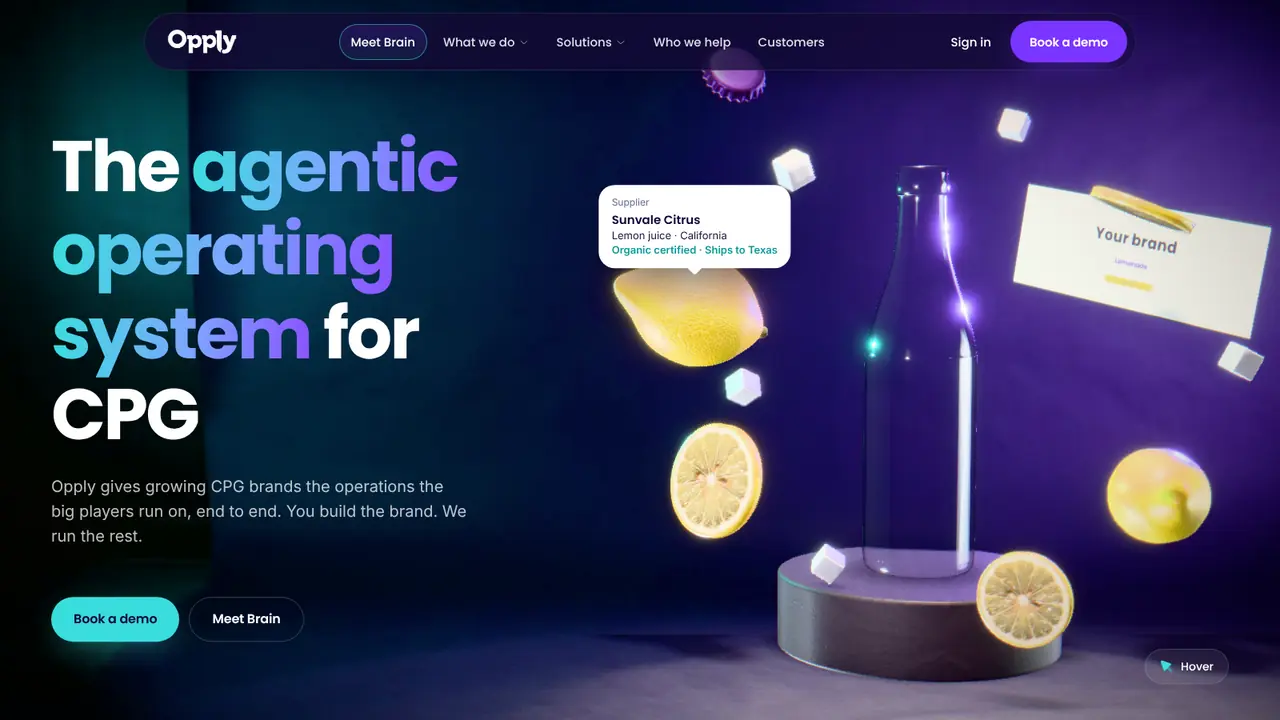 Opply
Meet Brain
What we do
Solutions
Who we help
Customers
Sign in
Book a demo
The agentic
operating
system for
CPG
Opply gives growing CPG brands the operations the
big players run on, end to end. You build the brand. We
run the rest.
Book a demo
Meet Brain
Supplier
Sunvale Citrus
Lemon juice · California
Organic certified · Ships to Texas
Your brand
Lemonade
Hover